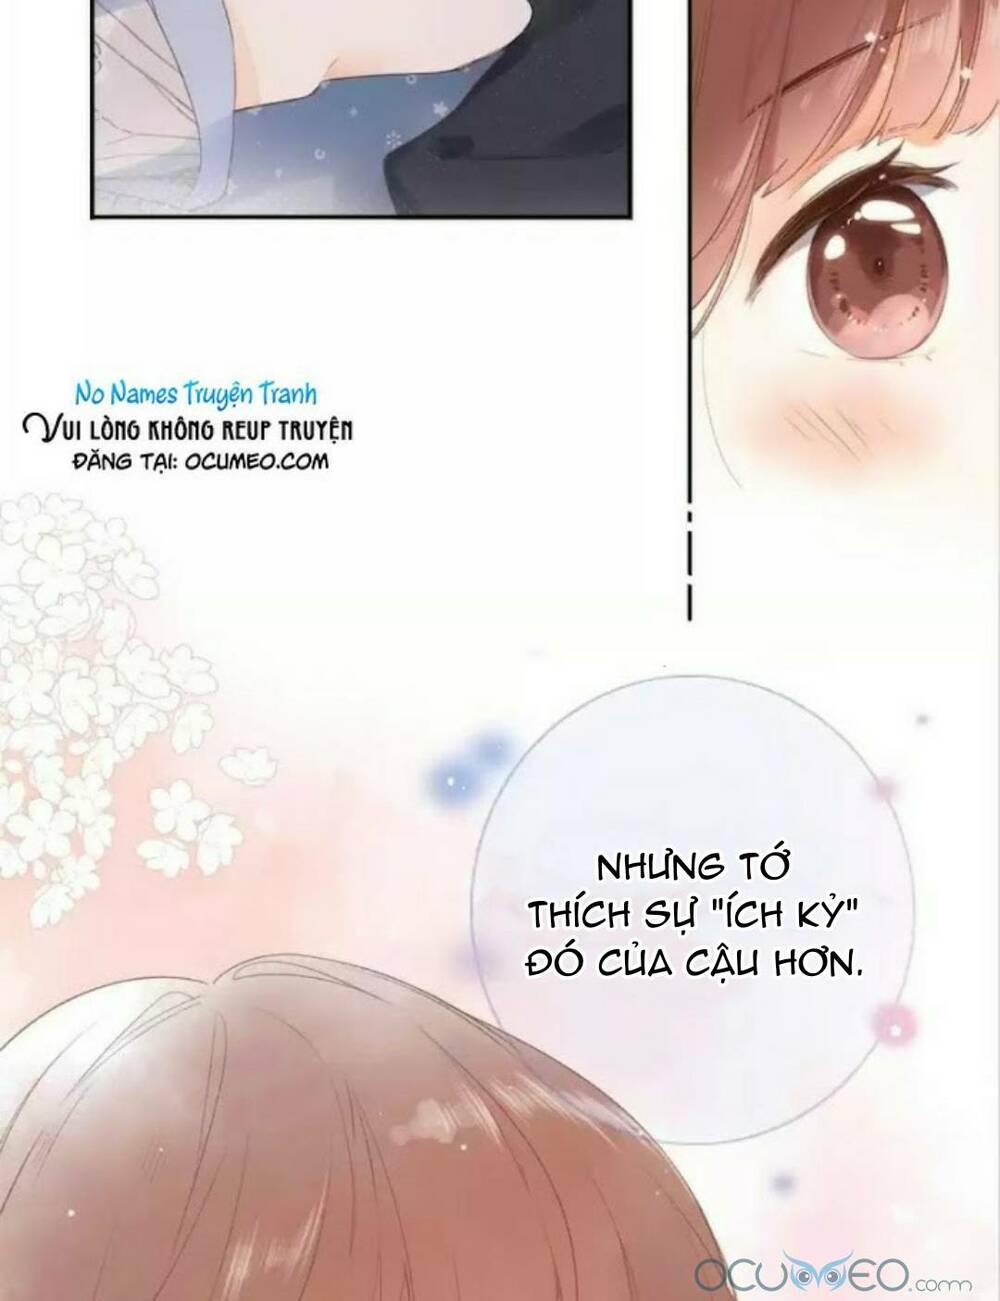 No Names Truyện Tranh
VUI LÒNG KHÔNG REUP TRUYỆN
ĐĂNG TẠI: OCUMEO.COM
NHƯNG TỚ
THÍCH SỰ "ÍCH KỶ"
ĐÓ CỦA CẬU HƠN.
OCUMEO.comm